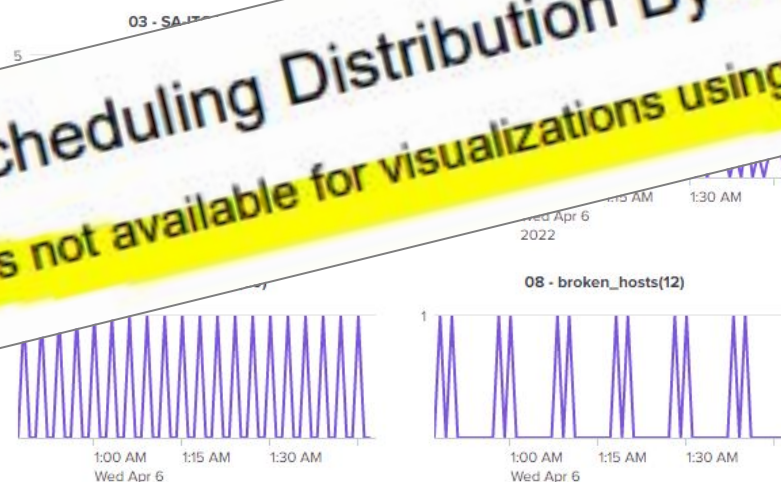 03 - SA-IT
5
cheduling Distribution By
s not available for visualizations using
1:15 AM
1:30 AM
Wed Apr 6
2022
08 - broken_hosts(12)
1
1:00 AM
1:15 AM
1:30 AM
Wed Apr 6
1:00 AM
1:15 AM
1:30 AM
Wed Apr 6